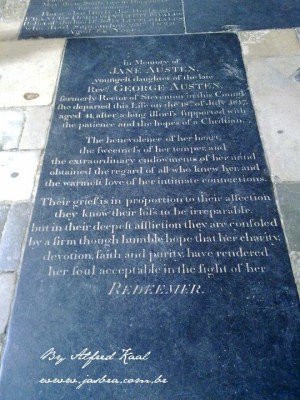 In Memory of
JANE AUSTEN,
youngest daughter of the late
Revd. GEORGE AUSTEN,
formerly Rector of Steventon in this County
she departed this Life on the 18th of July 1817,
aged 41, after a long illness supported with
the patience and the hopes of a Christian.
The benevolence of her heart,
the sweetness of her temper, and
the extraordinary endowments of her mind
obtained the regard of all who knew her, and
the warmest love of her intimate connections.
Their grief is in proportion to their affection
they know their loss to be irreparable,
but in their deepest affliction they are consoled
by a firm though humble hope that her charity,
devotion, faith and purity, have rendered
her soul acceptable in the sight of her
REDEEMER.
By Alfred Kaal
www.jasbra.com.br